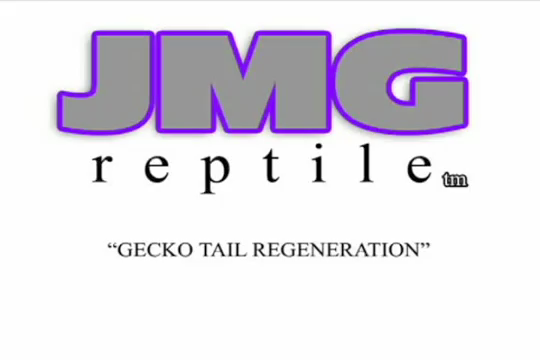 JMG
reptile tm
“GECKO TAIL REGENERATION”